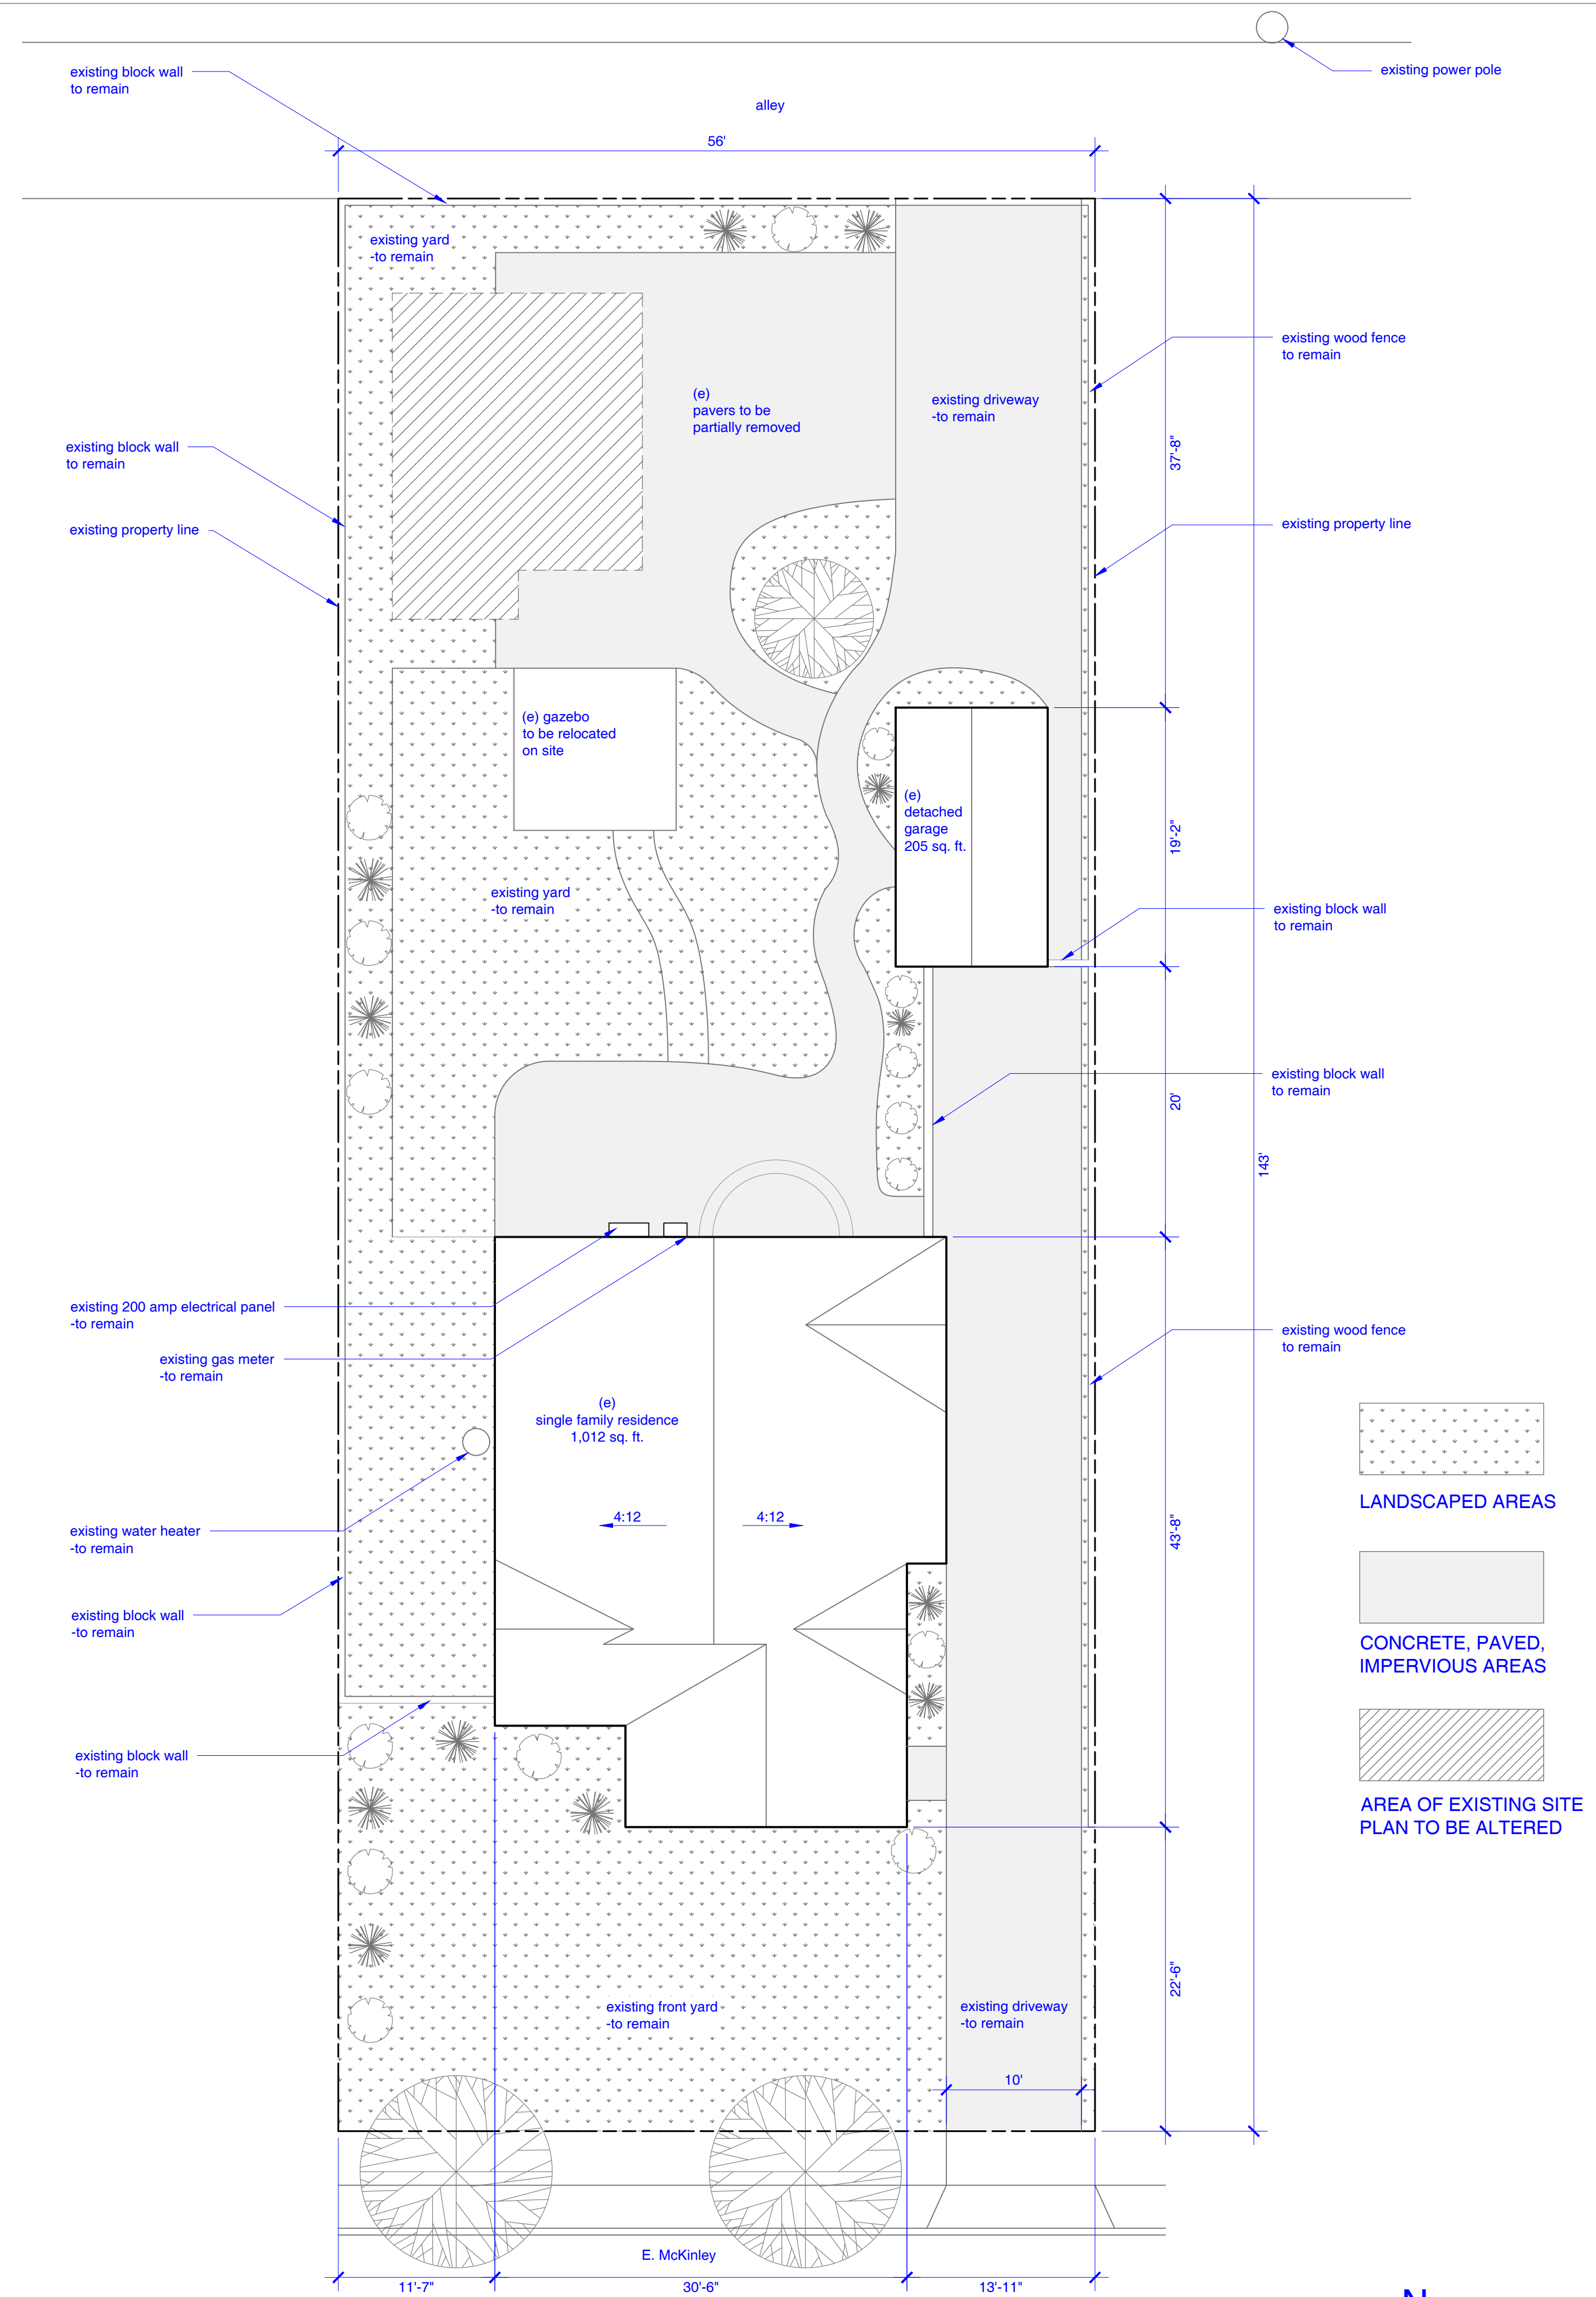 existing block wall
to remain
existing power pole
alley
56'
existing yard
-to remain
existing wood fence
to remain
(e)
pavers to be
partially removed
existing driveway
-to remain
37'-8"
existing block wall
to remain
existing property line
existing property line
(e) gazebo
to be relocated
on site
(e)
detached
garage
205 sq. ft.
19'-2"
existing yard
-to remain
existing block wall
to remain
existing block wall
to remain
20'
143'
existing 200 amp electrical panel
-to remain
existing gas meter
-to remain
existing wood fence
to remain
(e)
single family residence
1,012 sq. ft.
LANDSCAPED AREAS
4:12
4:12
existing water heater
-to remain
43'-8"
existing block wall
-to remain
CONCRETE, PAVED,
IMPERVIOUS AREAS
existing block wall
-to remain
AREA OF EXISTING SITE
PLAN TO BE ALTERED
22'-6"
existing front yard
-to remain
existing driveway
-to remain
10'
E. McKinley
11'-7"
30'-6"
13'-11"